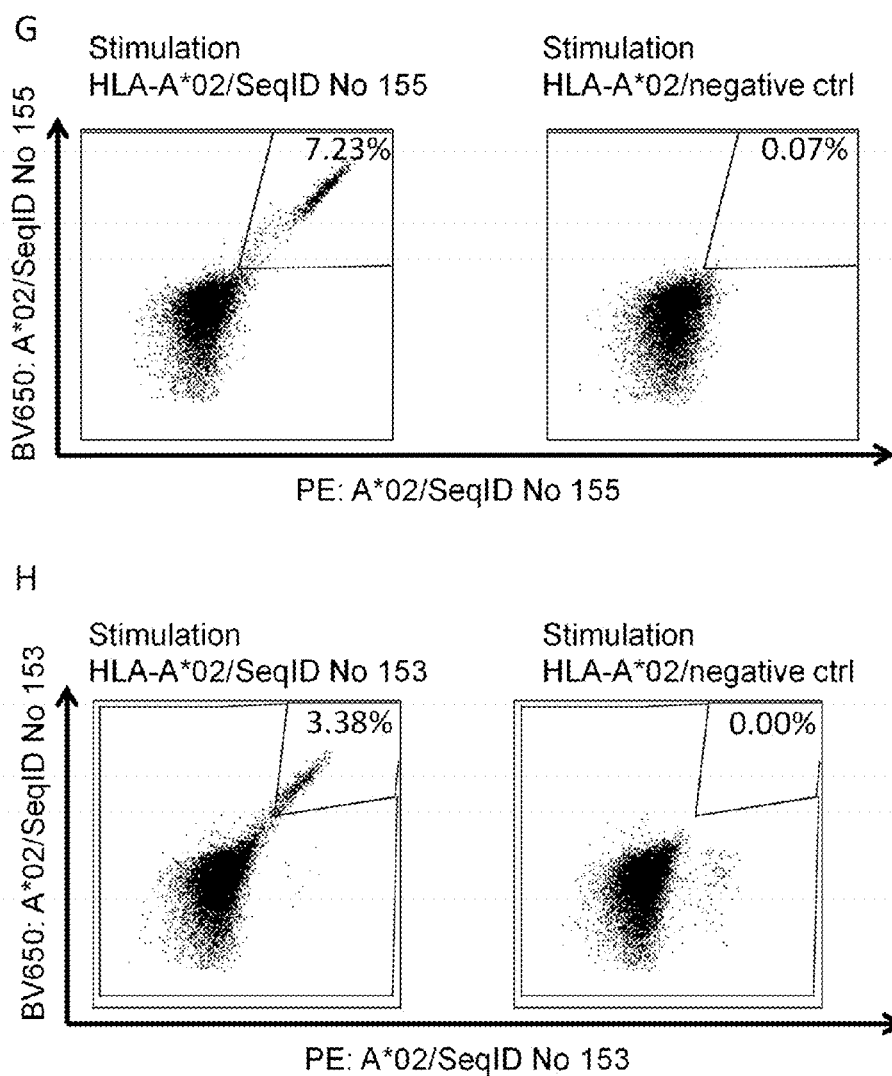 G
Stimulation
HLA-A*02/SeqID No 155
Stimulation
HLA-A*02/negative ctrl
BV650: A*02/SeqID No 155
7.23%
0.07%
PE: A*02/SeqID No 155
H
Stimulation
HLA-A*02/SeqID No 153
Stimulation
HLA-A*02/negative ctrl
BV650: A*02/SeqID No 153
3.38%
0.00%
PE: A*02/SeqID No 153